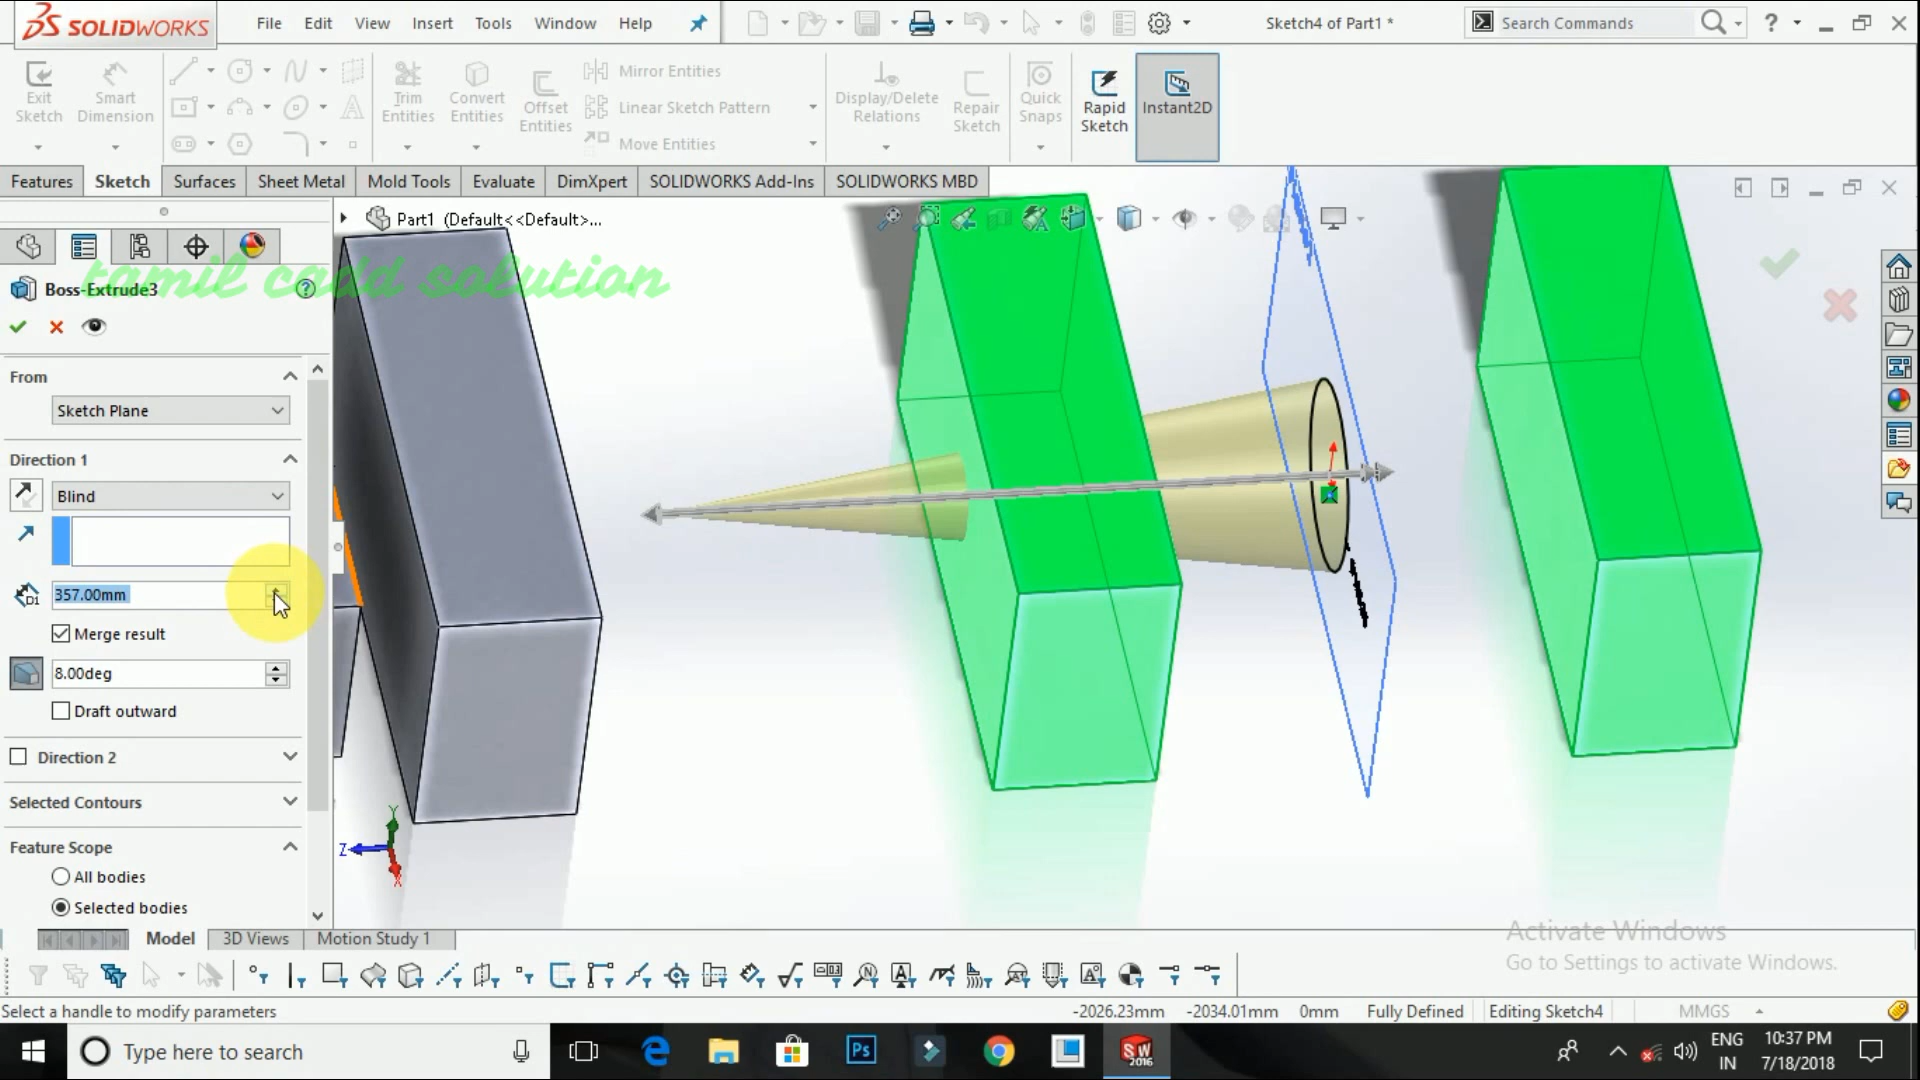 SOLIDWORKS
File Edit View Insert Tools Window Help
Sketch4 of Part1 *
Search Commands
?
Exit Sketch
Smart Dimension
Trim Entities
Convert Entities
Offset Entities
Mirror Entities
Linear Sketch Pattern
Move Entities
Display/Delete Relations
Repair Sketch
Quick Snaps
Rapid Sketch
Instant2D
Features Sketch Surfaces Sheet Metal Mold Tools Evaluate DimXpert SOLIDWORKS Add-Ins SOLIDWORKS MBD
Part1 (Default<<Default>...
tamil cadd solution
Boss-Extrude3
From
Sketch Plane
Direction 1
Blind
D1
357.00mm
Merge result
8.00deg
Draft outward
Direction 2
Selected Contours
Feature Scope
All bodies
Selected bodies
Y
Z
X
Model 3D Views Motion Study 1
Activate Windows
Go to Settings to activate Windows.
Select a handle to modify parameters
-2026.23mm -2034.01mm 0mm Fully Defined Editing Sketch4 MMGS
Type here to search
Ps
SW
2016
ENG
IN
10:37 PM
7/18/2018